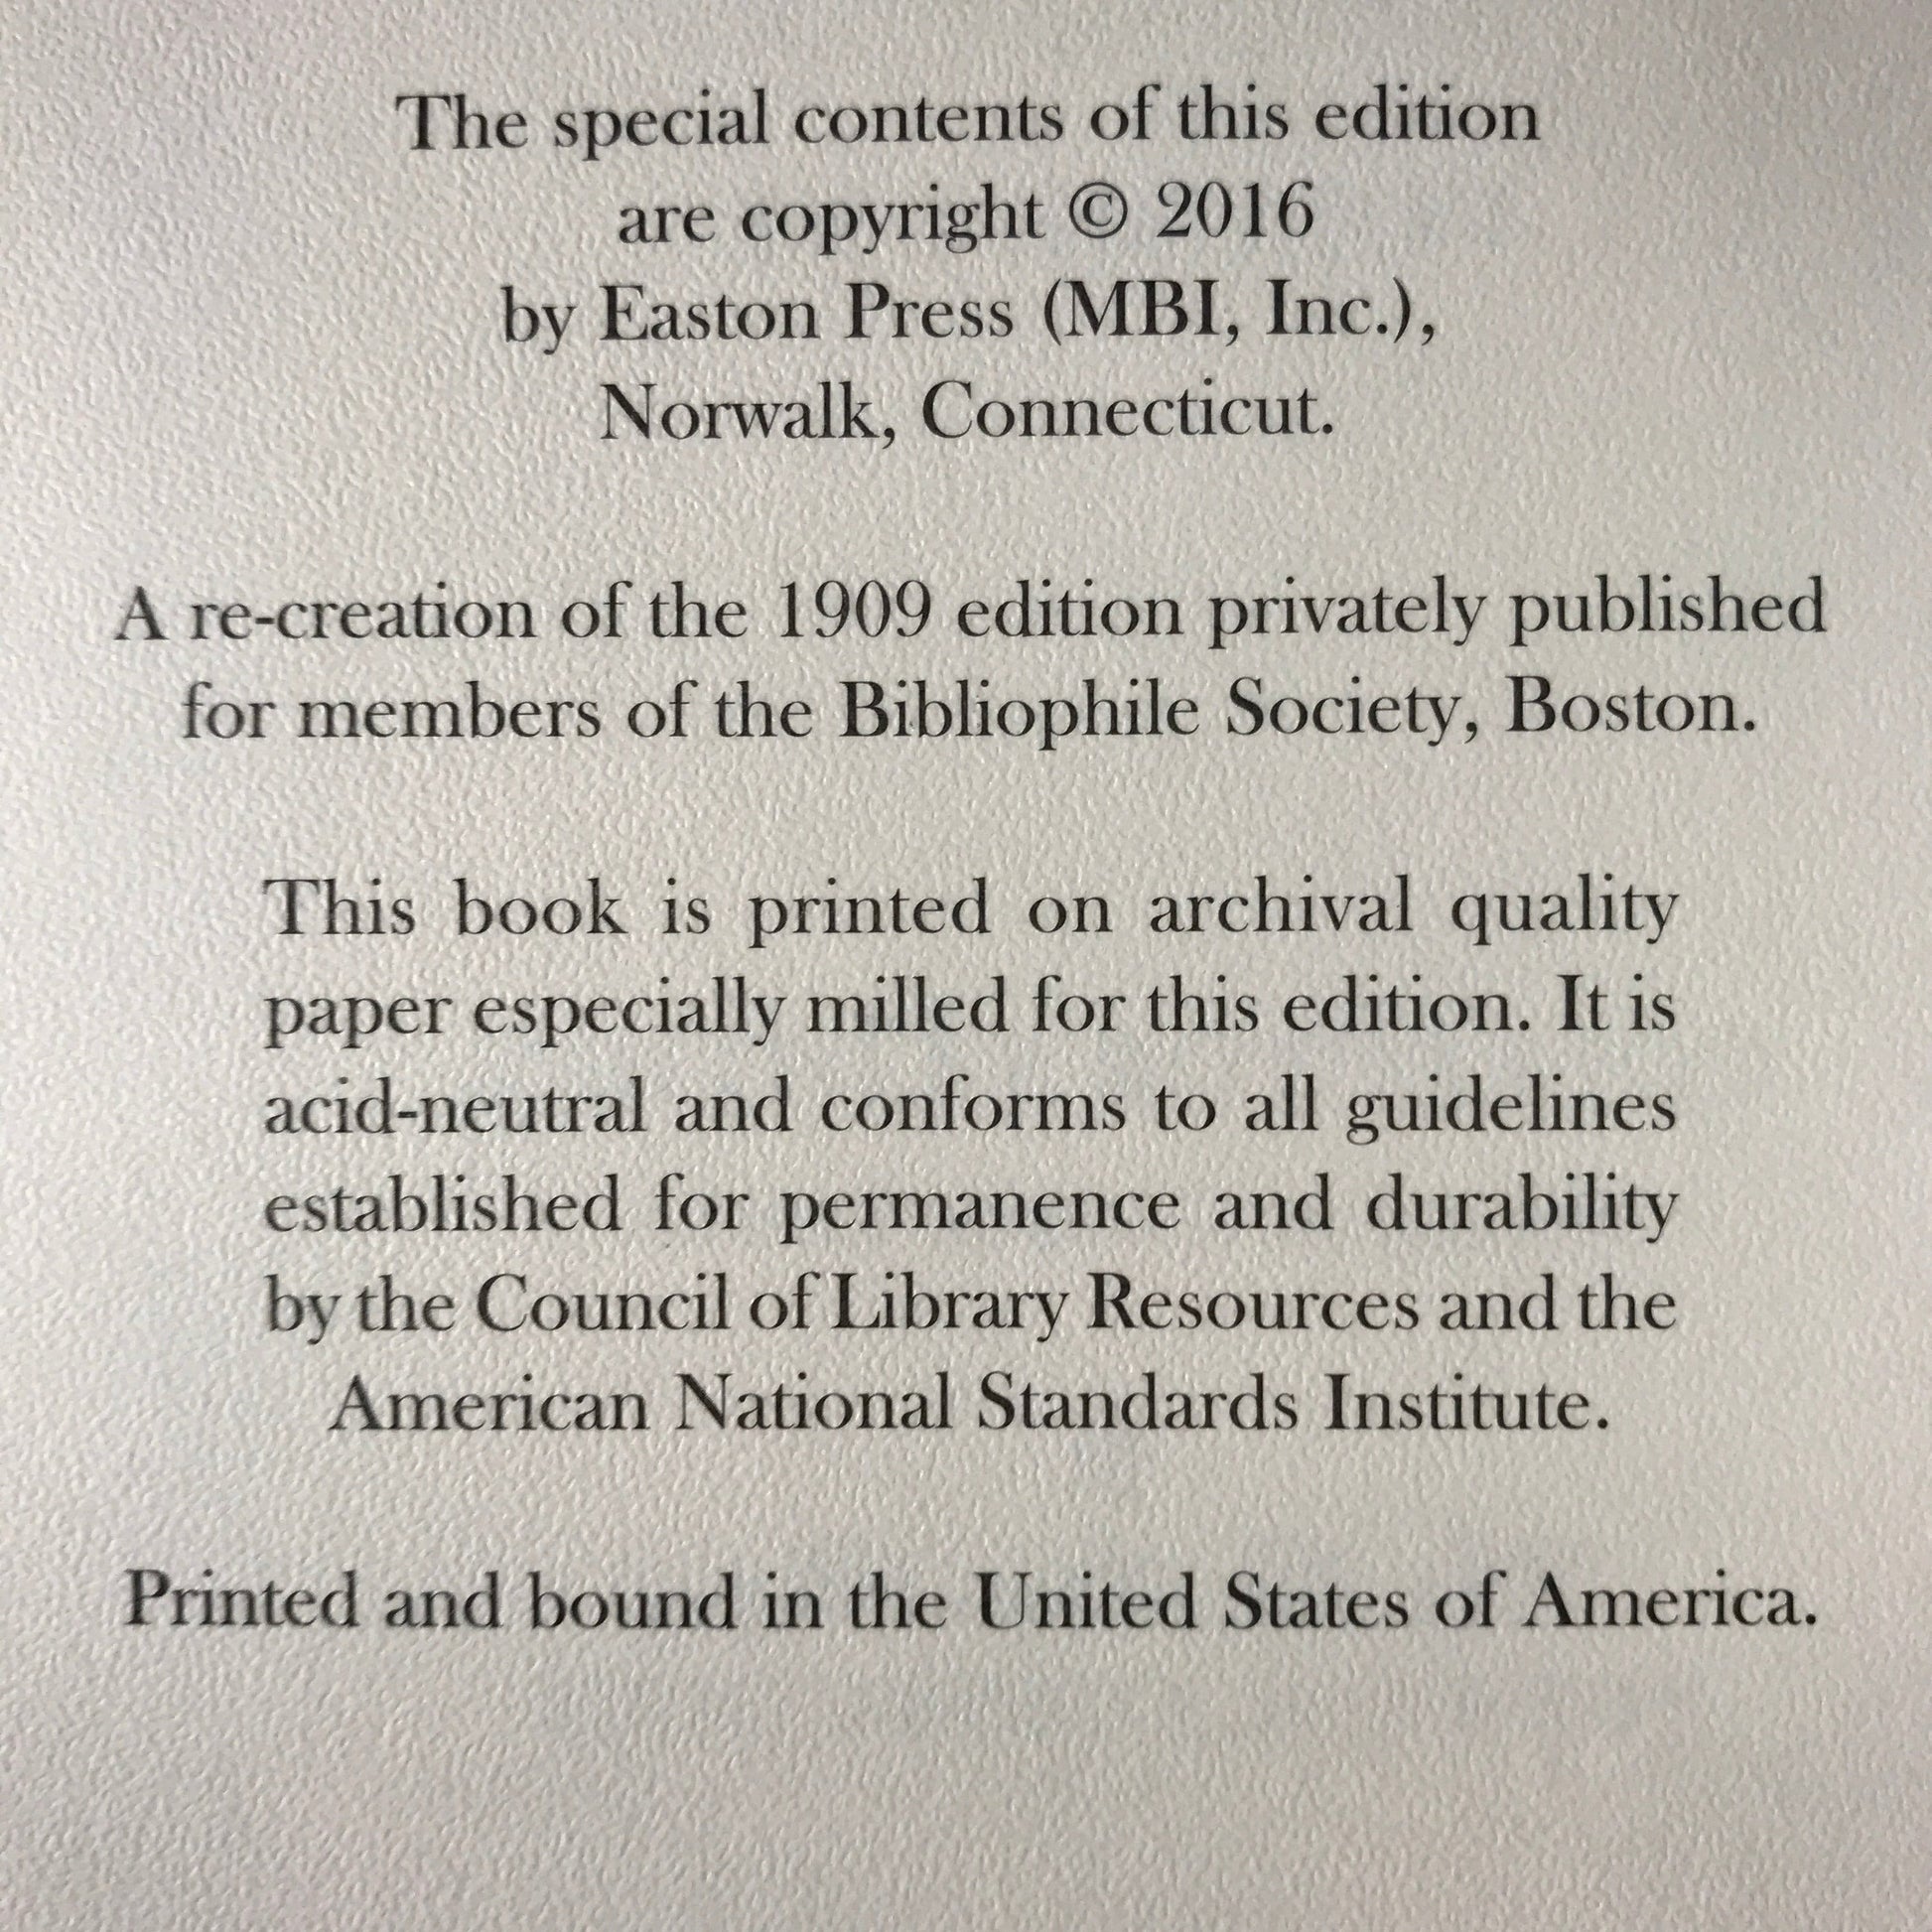 The special contents of this edition
are copyright © 2016
by Easton Press (MBI, Inc.),
Norwalk, Connecticut.
A re-creation of the 1909 edition privately published
for members of the Bibliophile Society, Boston.
This book is printed on archival quality
paper especially milled for this edition. It is
acid-neutral and conforms to all guidelines
established for permanence and durability
by the Council of Library Resources and the
American National Standards Institute.
Printed and bound in the United States of America.